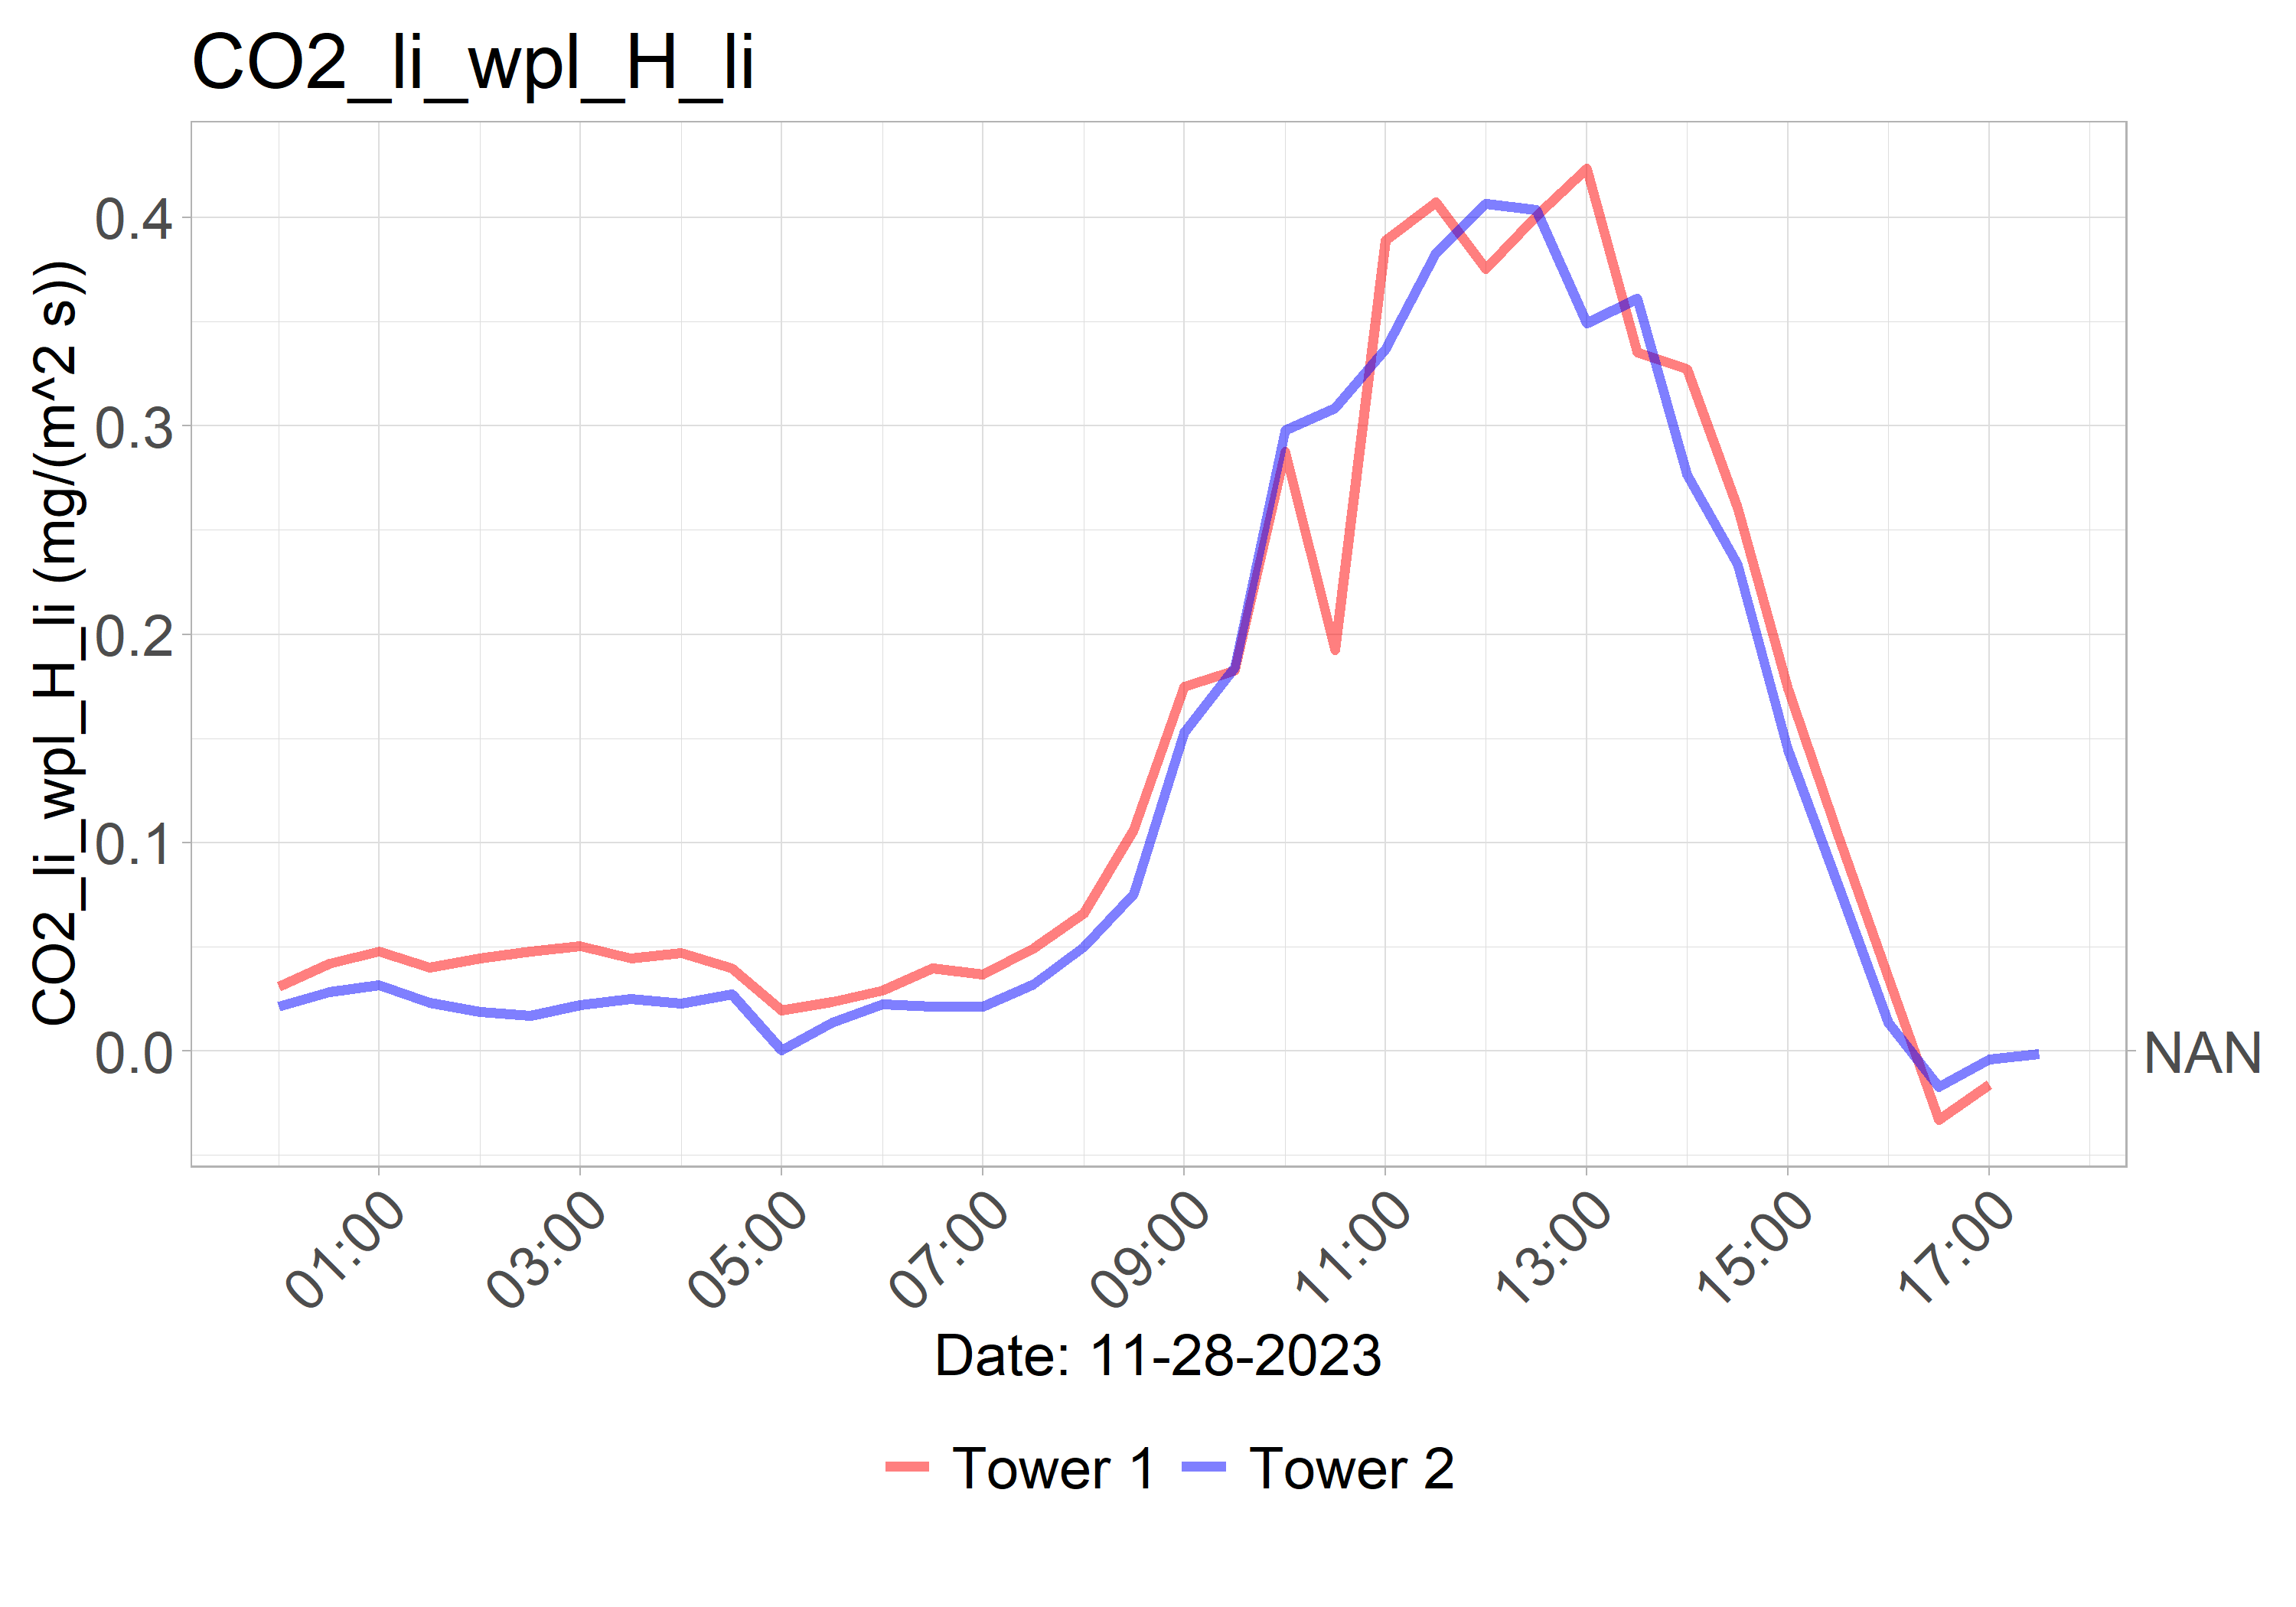 CO2_li_wpl_H_li
CO2_li_wpl_H_li (mg/(m^2 s))
0.4
0.3
0.2
0.1
0.0
NAN
01:00
03:00
05:00
07:00
09:00
11:00
13:00
15:00
17:00
Date: 11-28-2023
Tower 1
Tower 2